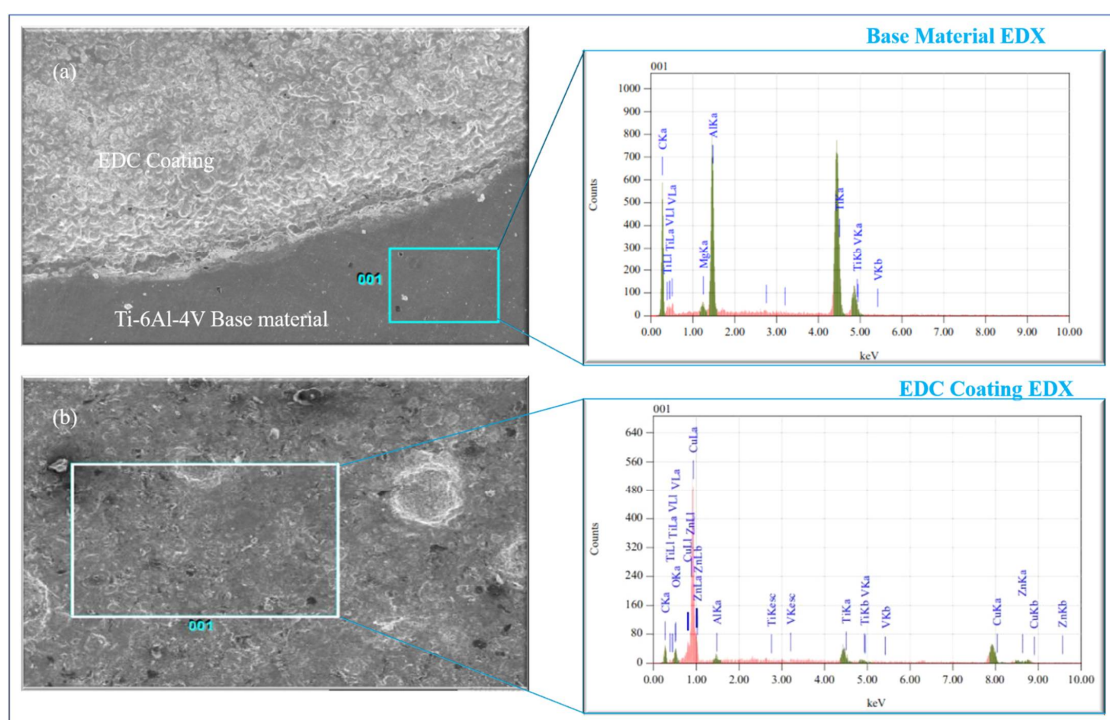 Base Material EDX
(a)
EDC Coating
001
Ti-6Al-4V Base material
001
1000
900
800
700
600
500
400
300
200
100
0
Counts
CKa
TiLl TiLa VLl VLa
MgKa
AlKa
TiKa
TiKb VKa
VKb
0.00 1.00 2.00 3.00 4.00 5.00 6.00 7.00 8.00 9.00 10.00
keV
EDC Coating EDX
(b)
001
001
640
560
480
400
320
240
160
80
0
Counts
CKa
OKa
TiLl TiLa VLl VLa
CuLl ZnLl
CuLa
ZnLa ZnLb
AlKa
TiKesc
VKesc
TiKa
TiKb VKa
VKb
CuKa
ZnKa
CuKb
ZnKb
0.00 1.00 2.00 3.00 4.00 5.00 6.00 7.00 8.00 9.00 10.00
keV